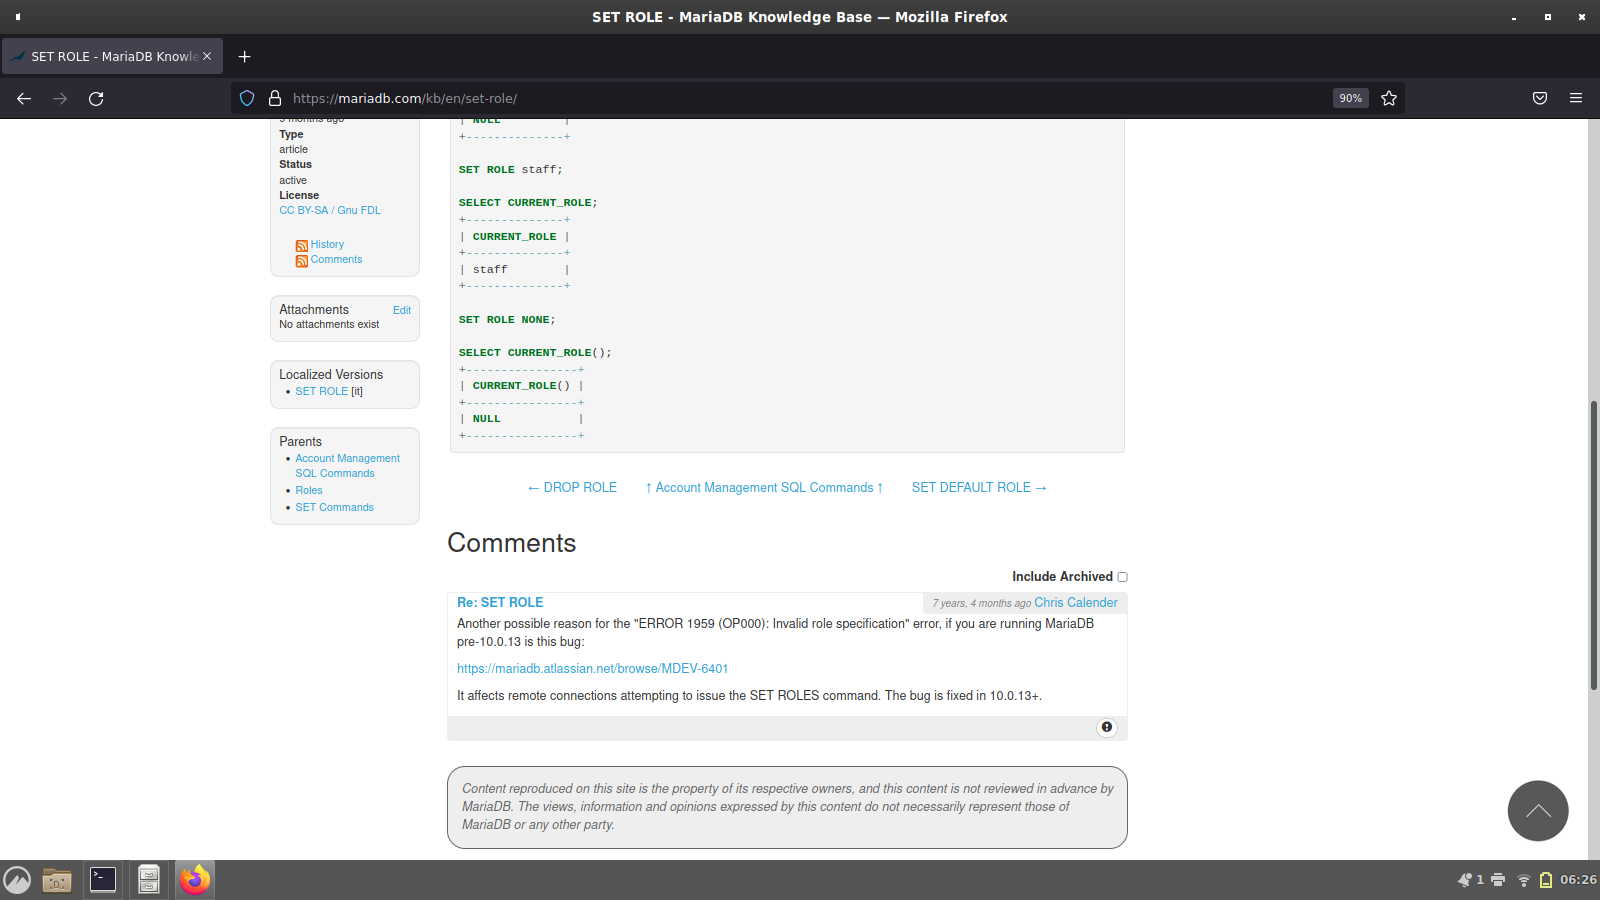 SET ROLE - MariaDB Knowledge Base — Mozilla Firefox
SET ROLE - MariaDB Knowle
https://mariadb.com/kb/en/set-role/
90%
Type
article
Status
active
License
CC BY-SA / Gnu FDL
History
Comments
Attachments
Edit
No attachments exist
Localized Versions
• SET ROLE [it]
Parents
• Account Management
SQL Commands
• Roles
• SET Commands
| NULL         |
+--------------+
SET ROLE staff;
SELECT CURRENT_ROLE;
+--------------+
| CURRENT_ROLE |
+--------------+
| staff        |
+--------------+
SET ROLE NONE;
SELECT CURRENT_ROLE();
+----------------+
| CURRENT_ROLE() |
+----------------+
| NULL           |
+----------------+
← DROP ROLE
↑ Account Management SQL Commands ↑
SET DEFAULT ROLE →
Comments
Include Archived
Re: SET ROLE
7 years, 4 months ago Chris Calender
Another possible reason for the "ERROR 1959 (OP000): Invalid role specification" error, if you are running MariaDB
pre-10.0.13 is this bug:
https://mariadb.atlassian.net/browse/MDEV-6401
It affects remote connections attempting to issue the SET ROLES command. The bug is fixed in 10.0.13+.
Content reproduced on this site is the property of its respective owners, and this content is not reviewed in advance by
MariaDB. The views, information and opinions expressed by this content do not necessarily represent those of
MariaDB or any other party.
1
06:26